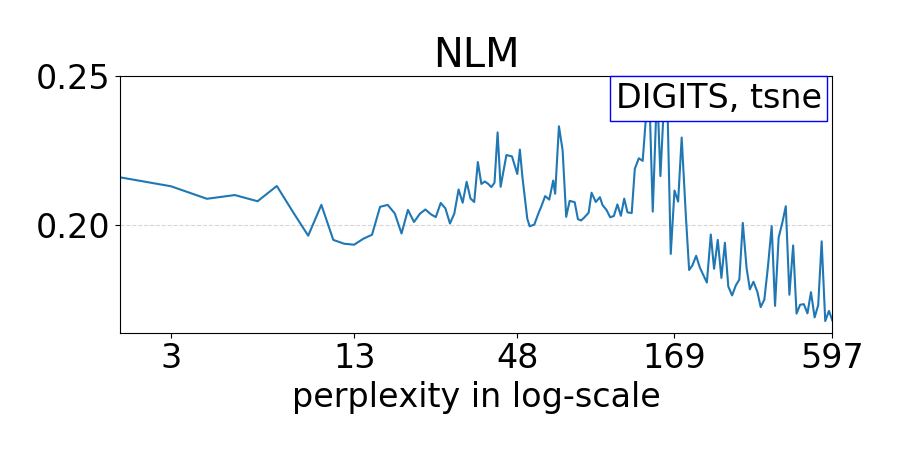 NLM
0.25
DIGITS, tsne
0.20
3 13 48 169 597
perplexity in log-scale